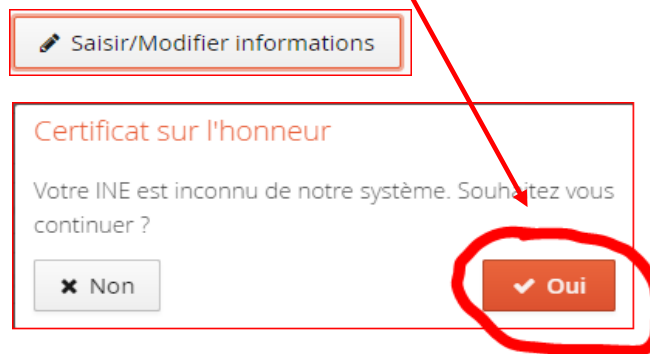 Saisir/Modifier informations
Certificat sur l'honneur
Votre INE est inconnu de notre système. Souhaitez vous
continuer ?
Non
Oui